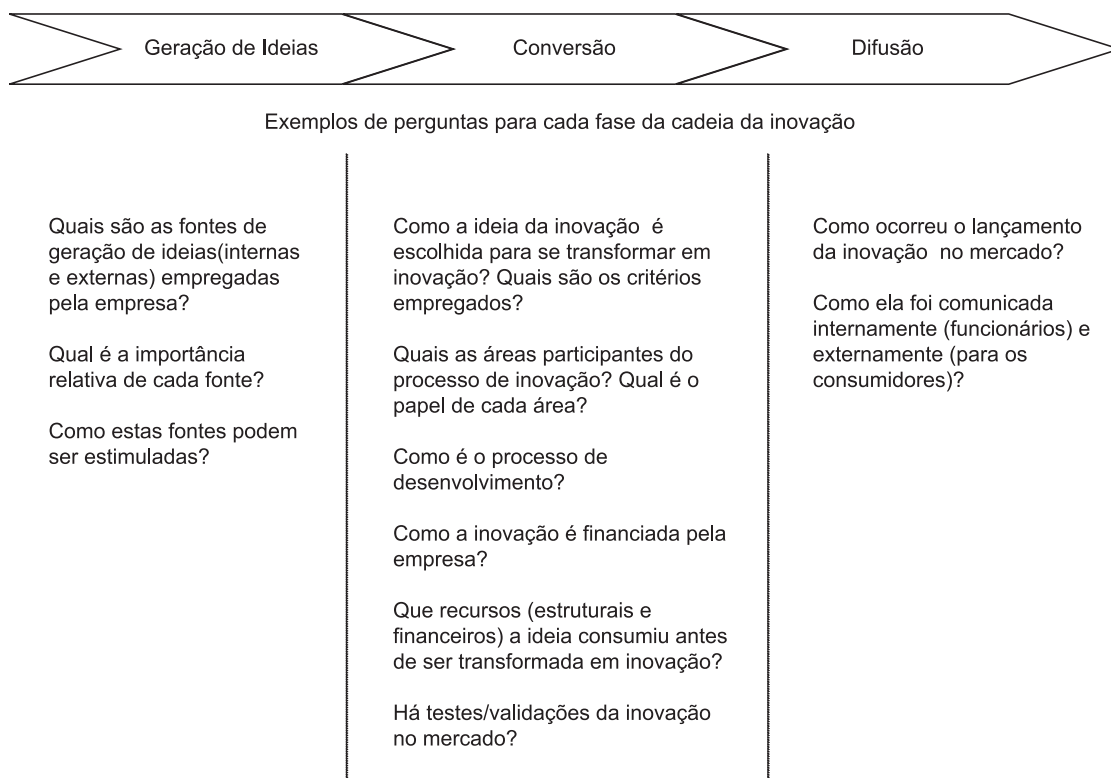 Geração de Ideias
Conversão
Difusão
Exemplos de perguntas para cada fase da cadeia da inovação
Quais são as fontes de
geração de ideias(internas
e externas) empregadas
pela empresa?
Qual é a importância
relativa de cada fonte?
Como estas fontes podem
ser estimuladas?
Como a ideia da inovação é
escolhida para se transformar em
inovação? Quais são os critérios
empregados?
Quais as áreas participantes do
processo de inovação? Qual é o
papel de cada área?
Como é o processo de
desenvolvimento?
Como a inovação é financiada pela
empresa?
Que recursos (estruturais e
financeiros) a ideia consumiu antes
de ser transformada em inovação?
Há testes/validações da inovação
no mercado?
Como ocorreu o lançamento
da inovação no mercado?
Como ela foi comunicada
internamente (funcionários) e
externamente (para os
consumidores)?